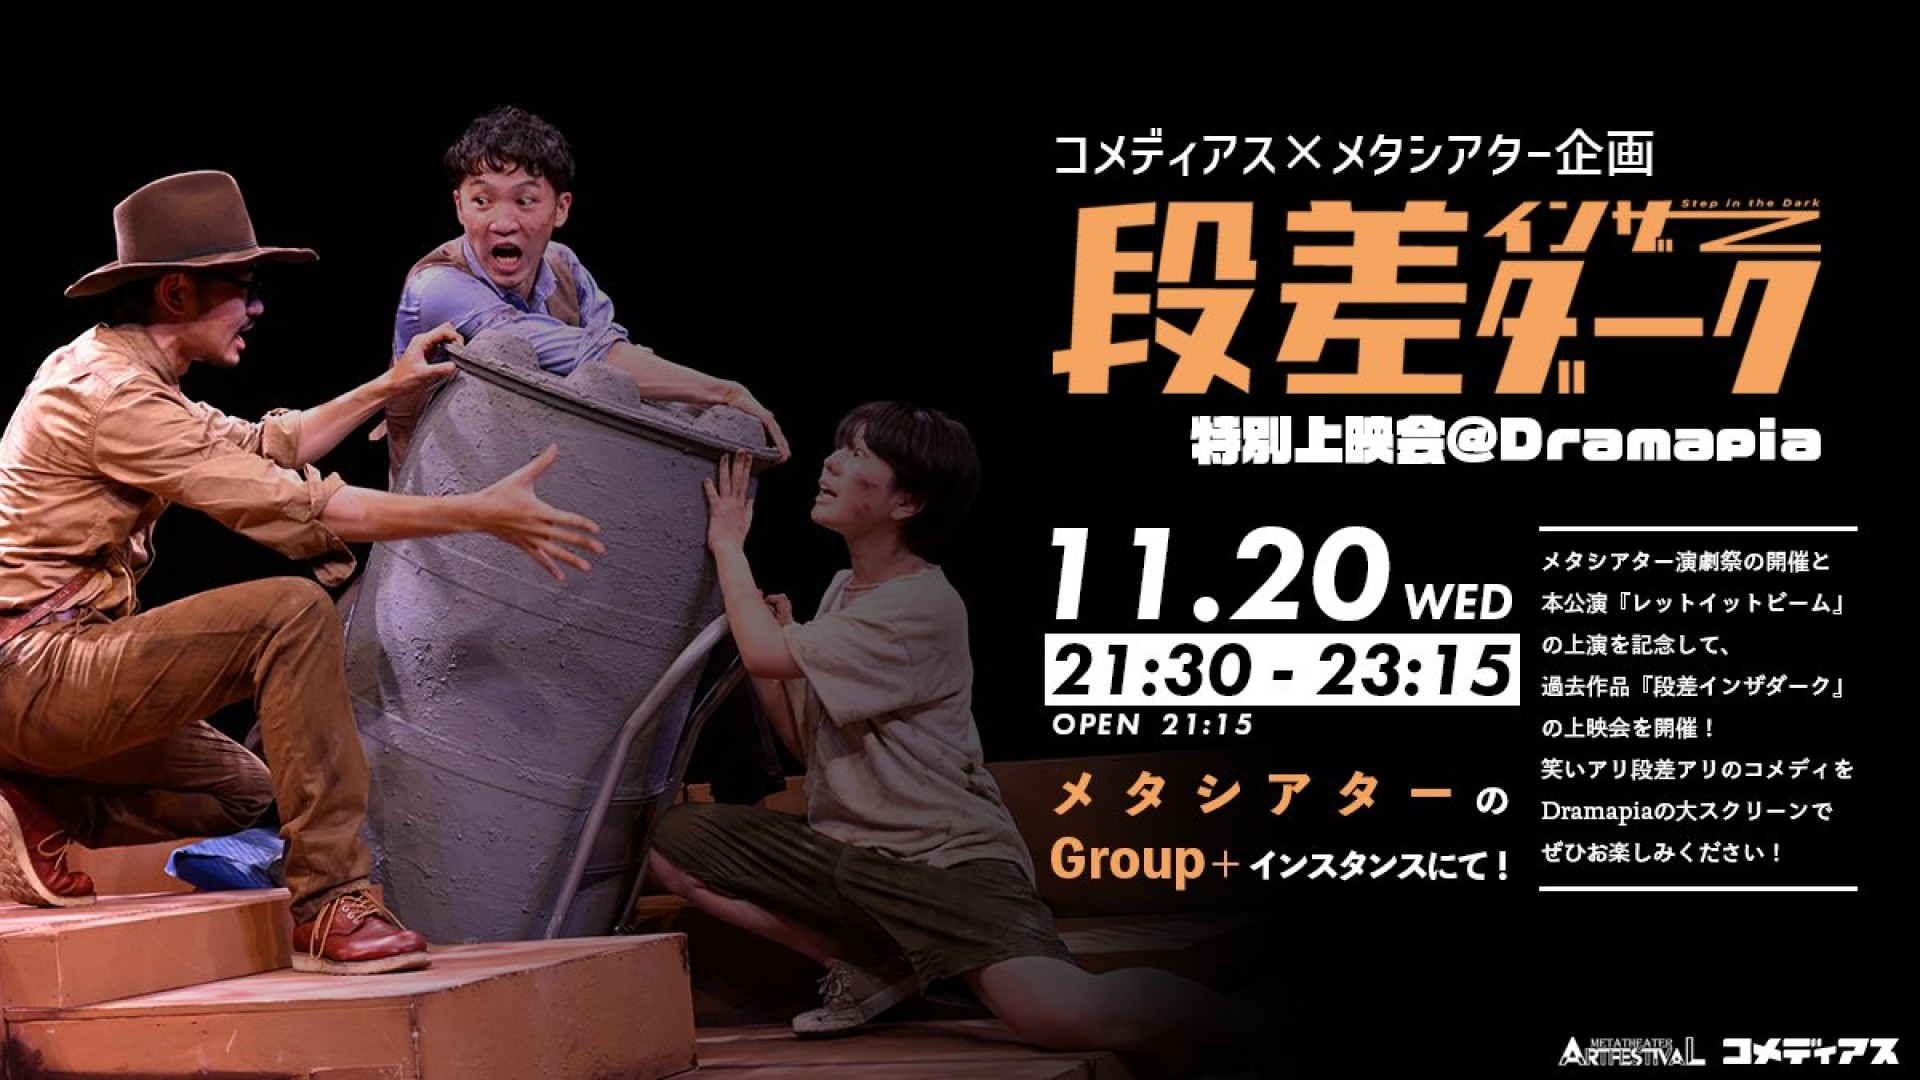 コメディアス×メタシアター企画
段差インザダーク
Step in the Dark
特別上映会@Dramapia
11.20 WED
21:30 - 23:15
OPEN 21:15
メタシアターの
Group+インスタンスにて！
メタシアター演劇祭の開催と
本公演『レットイットビーム』
の上演を記念して、
過去作品『段差インザダーク』
の上映会を開催！
笑いアリ段差アリのコメディを
Dramapiaの大スクリーンで
ぜひお楽しみください！
METATHEATER
ARTFESTIVAL
コメディアス